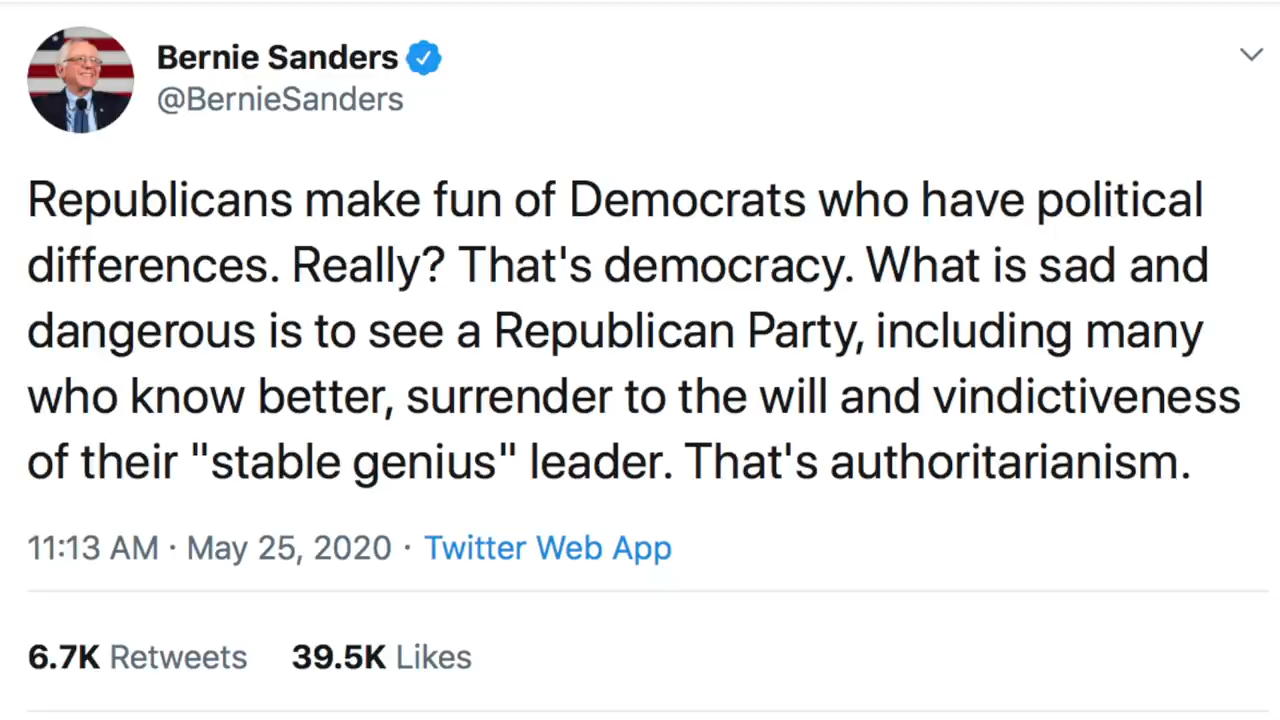 Bernie Sanders
@BernieSanders
Republicans make fun of Democrats who have political
differences. Really? That's democracy. What is sad and
dangerous is to see a Republican Party, including many
who know better, surrender to the will and vindictiveness
of their "stable genius" leader. That's authoritarianism.
11:13 AM · May 25, 2020 · Twitter Web App
6.7K Retweets 39.5K Likes